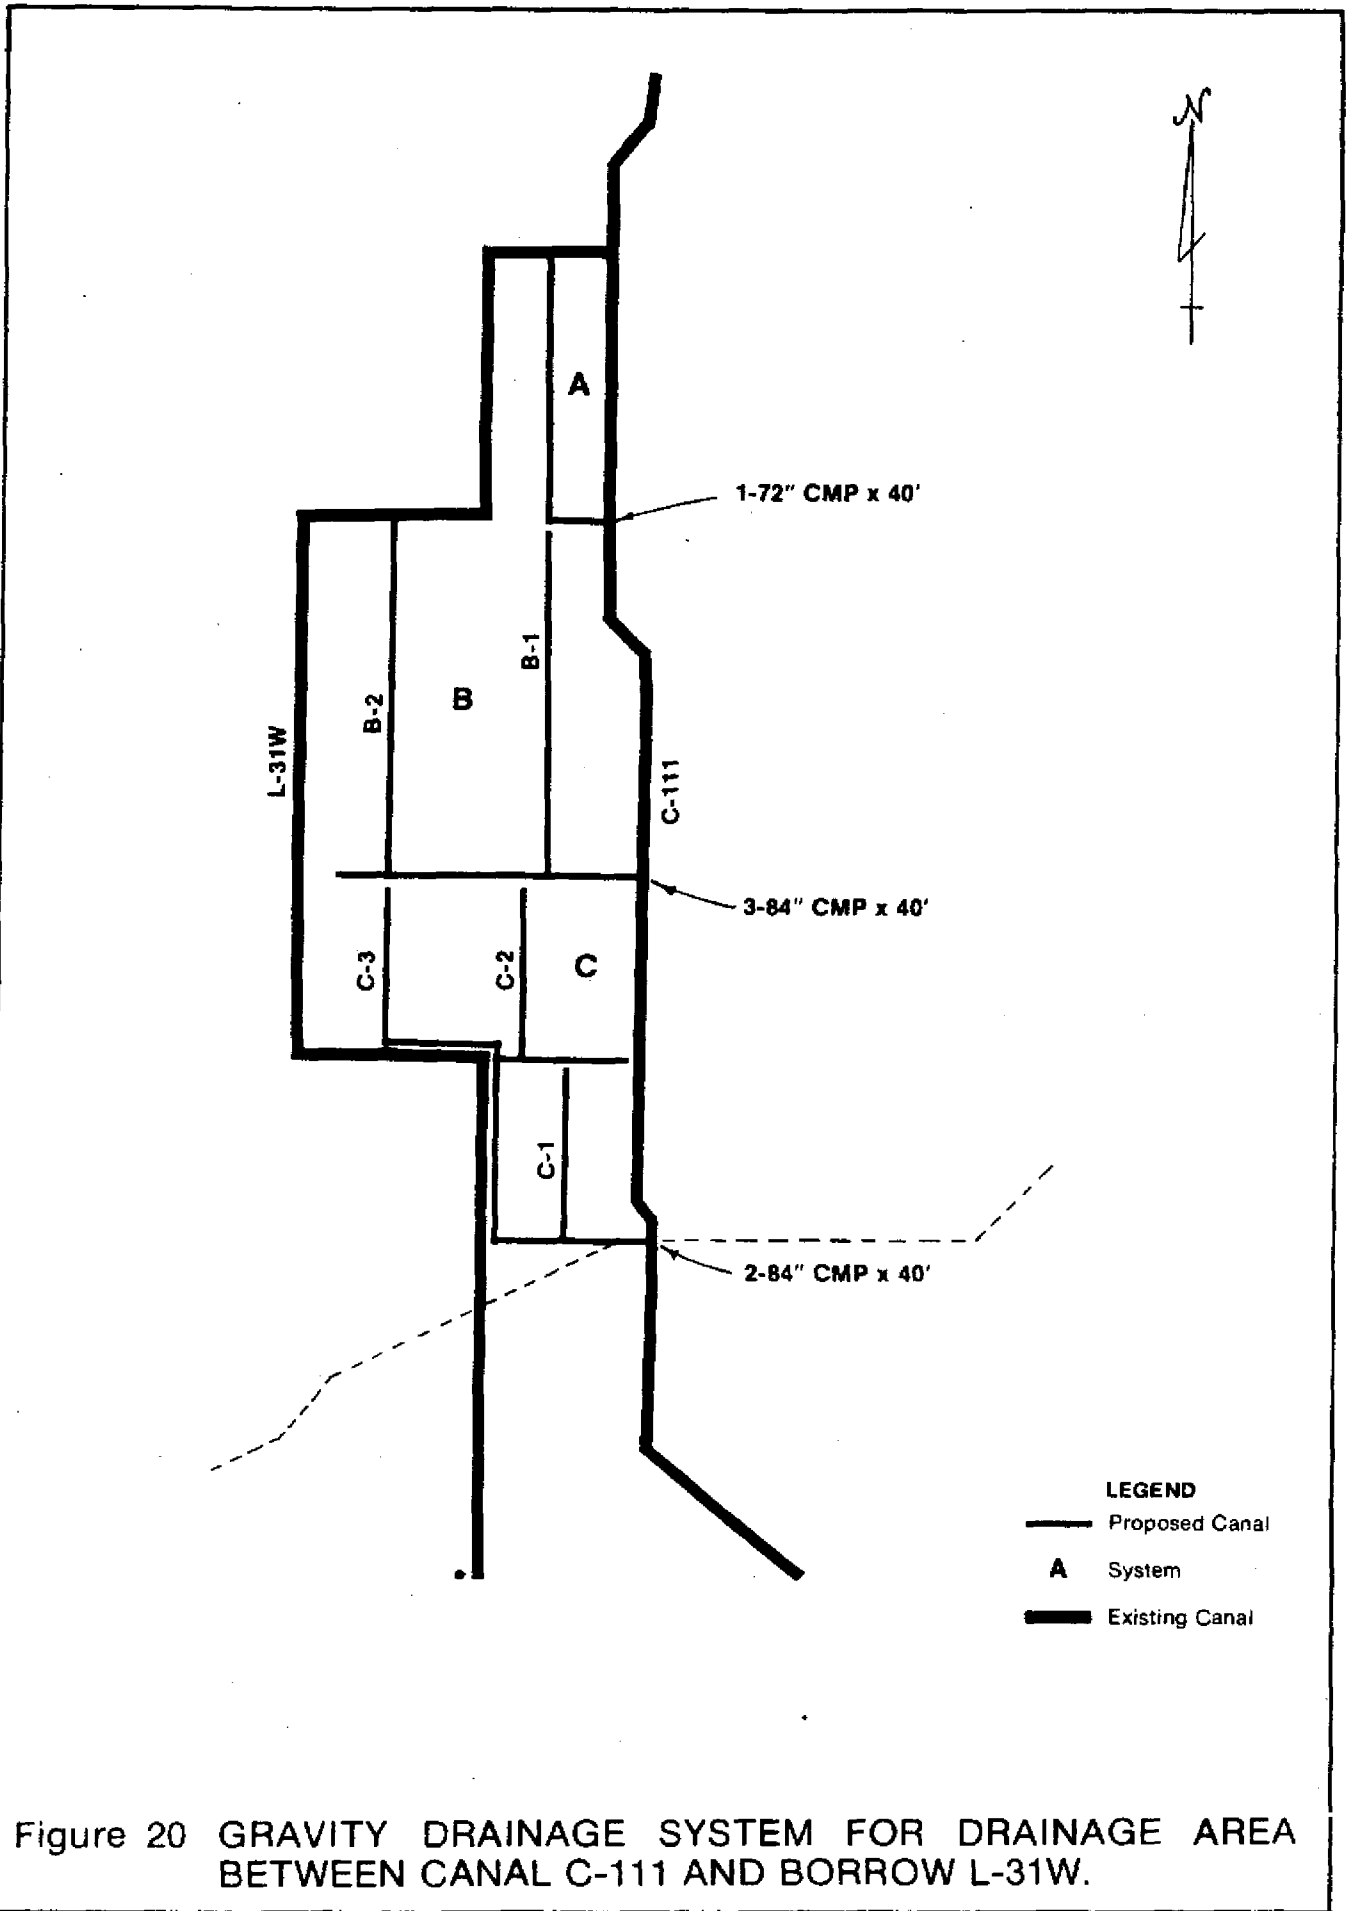 N
A
1-72" CMP x 40'
B-1
B-2
B
L-31W
C-111
3-84" CMP x 40'
C-3
C-2
C
C-1
2-84" CMP x 40'
LEGEND
Proposed Canal
A System
Existing Canal
Figure 20 GRAVITY DRAINAGE SYSTEM FOR DRAINAGE AREA
BETWEEN CANAL C-111 AND BORROW L-31W.